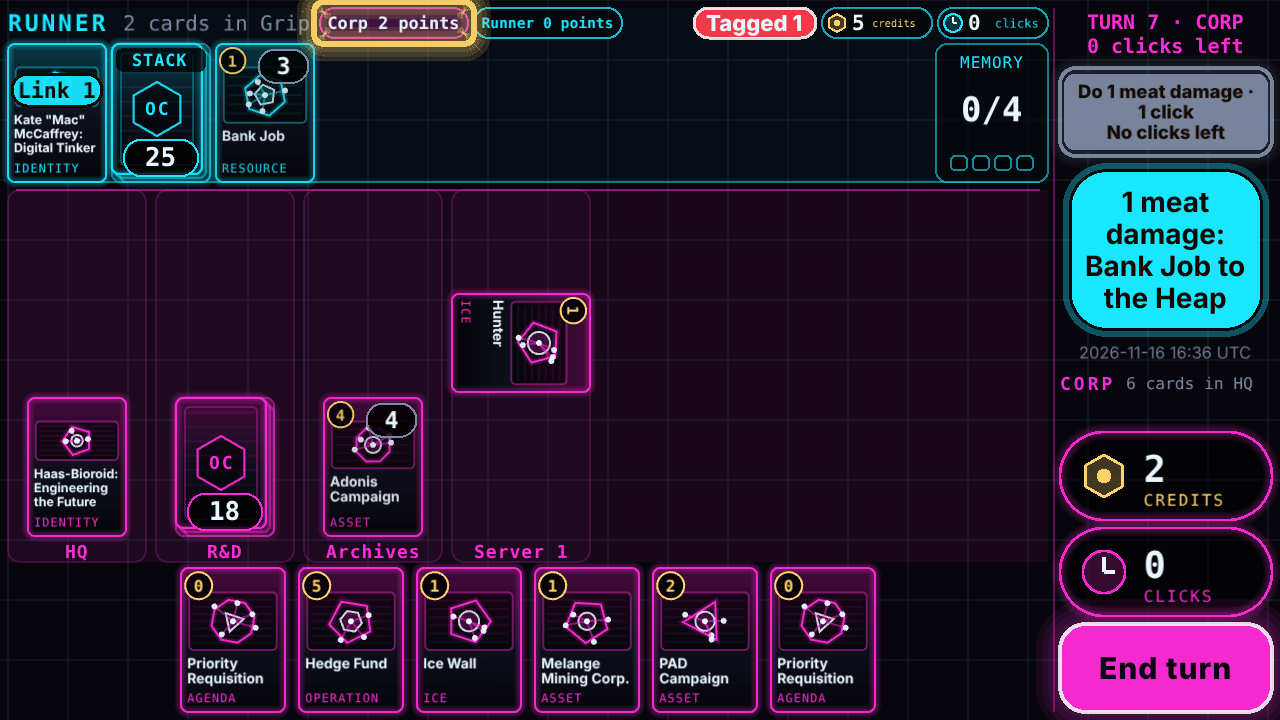 RUNNER 2 cards in Grip
Corp 2 points
Runner 0 points
Tagged 1
5 credits
0 clicks
TURN 7 · CORP
0 clicks left
Link 1
Kate "Mac"
McCaffrey:
Digital Tinker
IDENTITY
STACK
OC
25
1
3
Bank Job
RESOURCE
MEMORY
0/4
Do 1 meat damage ·
1 click
No clicks left
1 meat
damage:
Bank Job to
the Heap
2026-11-16 16:36 UTC
CORP 6 cards in HQ
ICE
Hunter
1
Haas-Bioroid:
Engineering
the Future
IDENTITY
OC
18
4
4
Adonis
Campaign
ASSET
HQ
R&D
Archives
Server 1
2
CREDITS
0
CLICKS
End turn
0
Priority
Requisition
AGENDA
5
Hedge Fund
OPERATION
1
Ice Wall
ICE
1
Melange
Mining Corp.
ASSET
2
PAD
Campaign
ASSET
0
Priority
Requisition
AGENDA